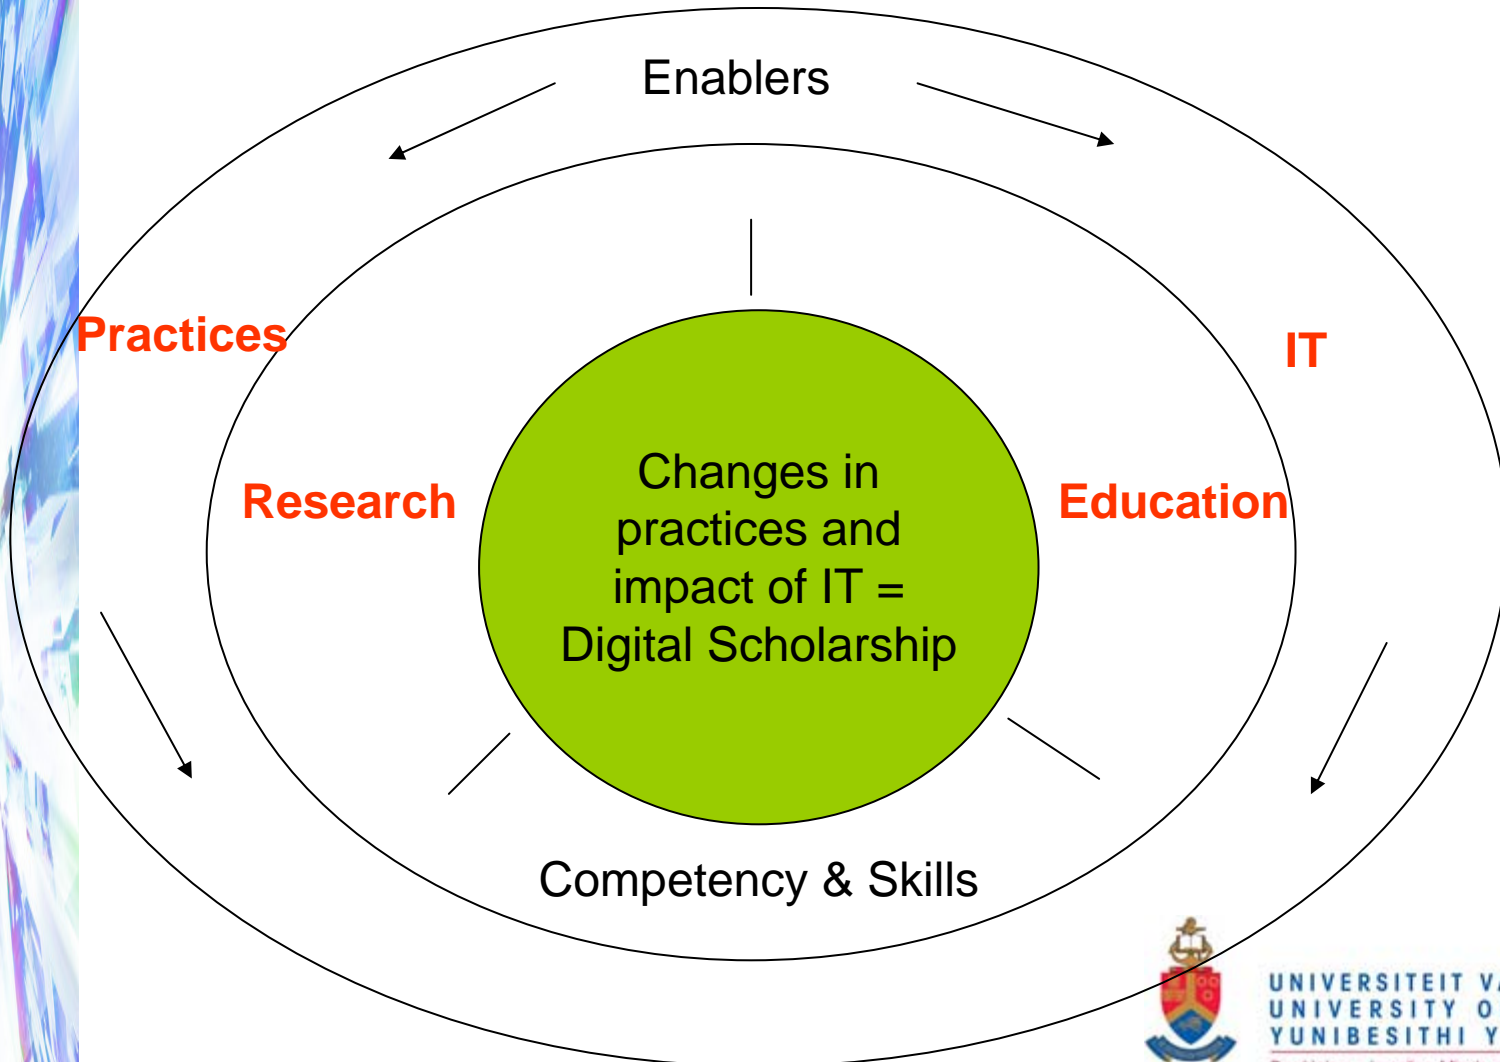 Enablers
Practices
IT
Research
Education
Changes in
practices and
impact of IT =
Digital Scholarship
Competency & Skills
UNIVERSITEIT
UNIVERSITY
YUNIBESITHI